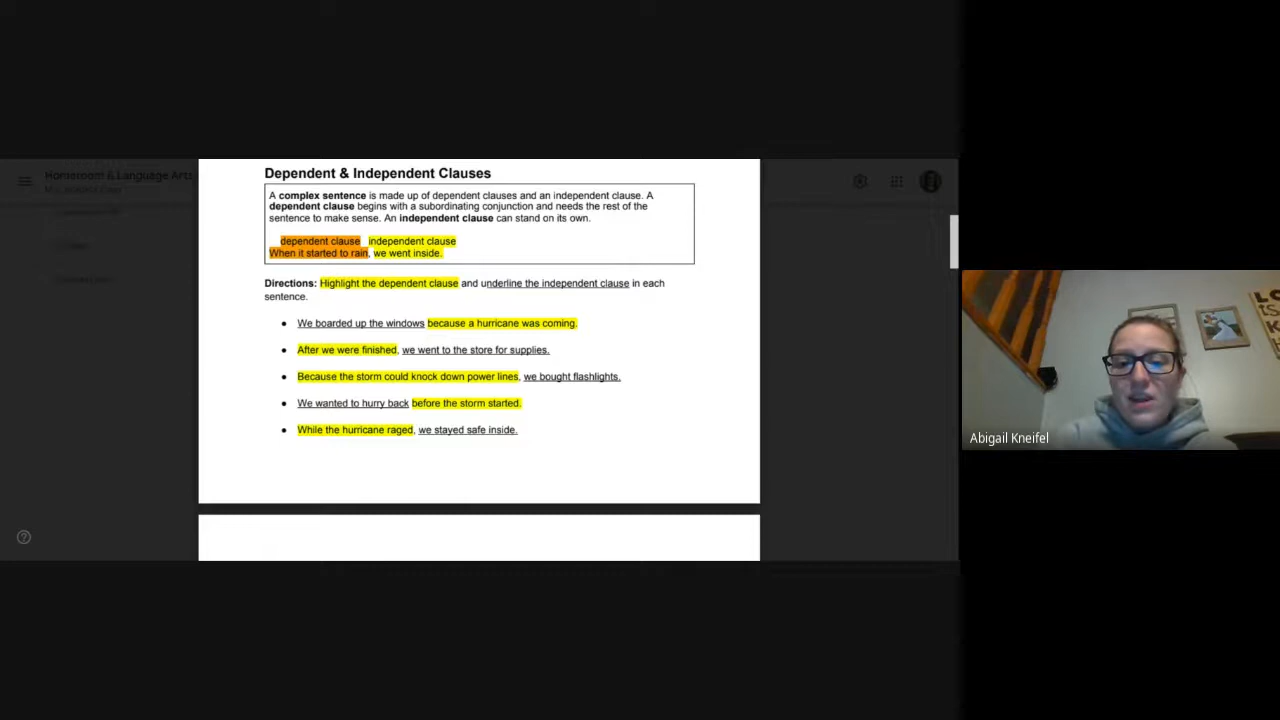 Dependent & Independent Clauses
Homeroom & Language Arts
A complex sentence is made up of dependent clauses and an independent clause. A
dependent clause begins with a subordinating conjunction and needs the rest of the
sentence to make sense. An independent clause can stand on its own.
dependent clause independent clause
When it started to rain, we went inside.
Directions: Highlight the dependent clause and underline the independent clause in each
sentence.
● We boarded up the windows because a hurricane was coming.
● After we were finished, we went to the store for supplies.
● Because the storm could knock down power lines, we bought flashlights.
● We wanted to hurry back before the storm started.
● While the hurricane raged, we stayed safe inside.
Abigail Kneifel